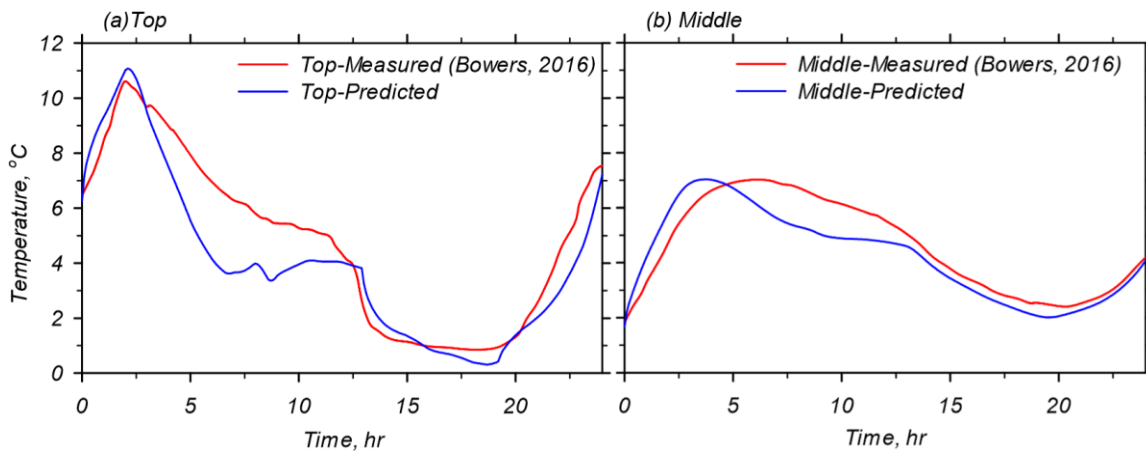 (a)Top
(b) Middle
12
10
8
6
4
2
0
Temperature, °C
Top-Measured (Bowers, 2016)
Top-Predicted
Middle-Measured (Bowers, 2016)
Middle-Predicted
0 5 10 15 20
0 5 10 15 20
Time, hr
Time, hr